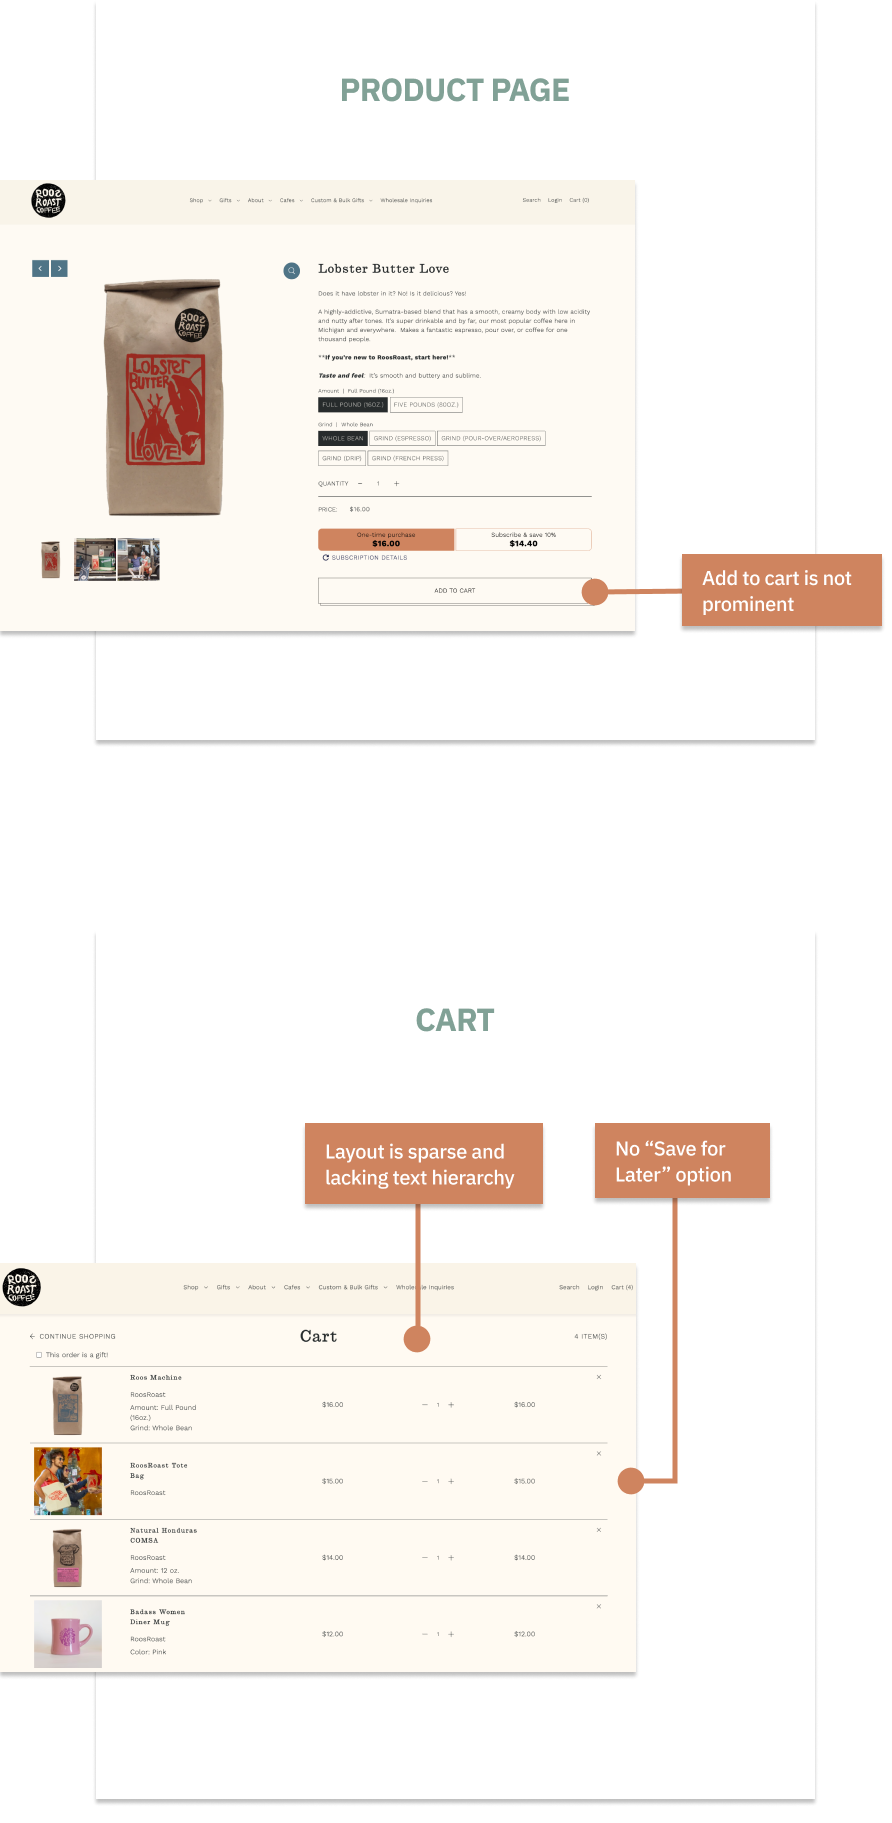 PRODUCT PAGE
ROOS
ROAST
COFFEE
Shop Gifts About Cafes Custom & Bulk Gifts Wholesale Inquiries
Search Login Cart (0)
ROOS
ROAST
COFFEE
LobSter
BUTTER
LOVE
Lobster Butter Love
Does it have lobster in it? No! Is it delicious? Yes!
A highly-addictive, Sumatra-based blend that has a smooth, creamy body with low acidity
and nutty after tones. It's super drinkable and by far, our most popular coffee here in
Michigan and everywhere. Makes a fantastic espresso, pour over, or coffee for one
thousand people.
**If you're new to RoosRoast, start here!**
Taste and feel: It's smooth and buttery and sublime.
Amount | Full Pound (16oz.)
FULL POUND (16OZ.) FIVE POUNDS (80OZ.)
Grind | Whole Bean
WHOLE BEAN GRIND (ESPRESSO) GRIND (POUR-OVER/AEROPRESS)
GRIND (DRIP) GRIND (FRENCH PRESS)
QUANTITY − 1 +
PRICE: $16.00
One-time purchase
$16.00
Subscribe & save 10%
$14.40
SUBSCRIPTION DETAILS
ADD TO CART
Add to cart is not
prominent
CART
Layout is sparse and
lacking text hierarchy
No “Save for
Later” option
ROOS
ROAST
COFFEE
Shop Gifts About Cafes Custom & Bulk Gifts Wholesale Inquiries
Search Login Cart (4)
← CONTINUE SHOPPING
Cart
4 ITEM(S)
This order is a gift!
Roos Machine
RoosRoast
Amount: Full Pound
(16oz.)
Grind: Whole Bean
$16.00 − 1 + $16.00 ×
RoosRoast Tote
Bag
RoosRoast
$15.00 − 1 + $15.00 ×
Natural Honduras
COMSA
RoosRoast
Amount: 12 oz.
Grind: Whole Bean
$14.00 − 1 + $14.00 ×
Badass Women
Diner Mug
RoosRoast
Color: Pink
$12.00 − 1 + $12.00 ×